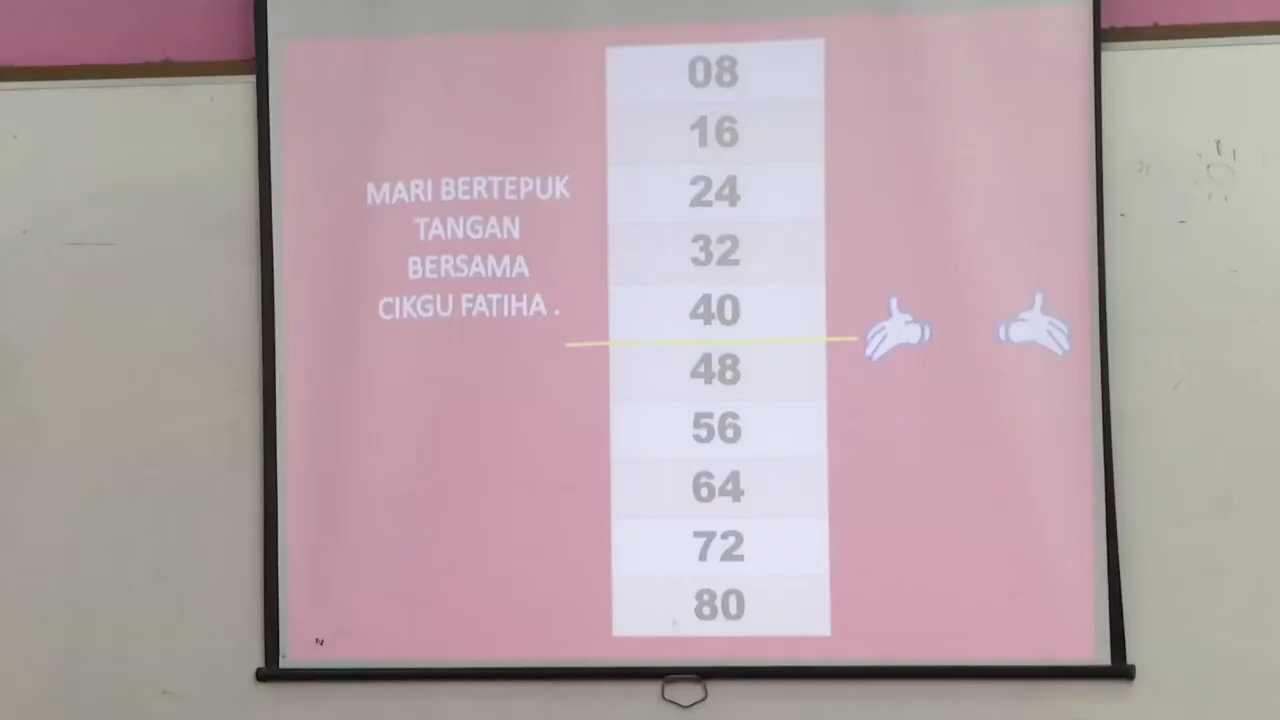 MARI BERTEPUK
TANGAN
BERSAMA
CIKGU FATIHA .
08
16
24
32
40
48
56
64
72
80